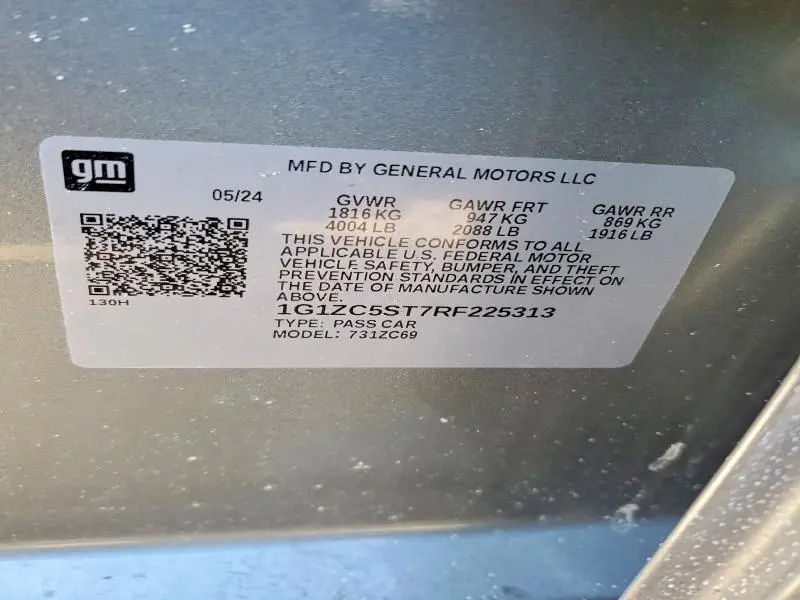 gm
MFD BY GENERAL MOTORS LLC
05/24
GVWR GAWR FRT GAWR RR
1816 KG 947 KG 869 KG
4004 LB 2088 LB 1916 LB
THIS VEHICLE CONFORMS TO ALL
APPLICABLE U.S. FEDERAL MOTOR
VEHICLE SAFETY, BUMPER, AND THEFT
PREVENTION STANDARDS IN EFFECT ON
THE DATE OF MANUFACTURE SHOWN
ABOVE.
130H
1G1ZC5ST7RF225313
TYPE: PASS CAR
MODEL: 731ZC69